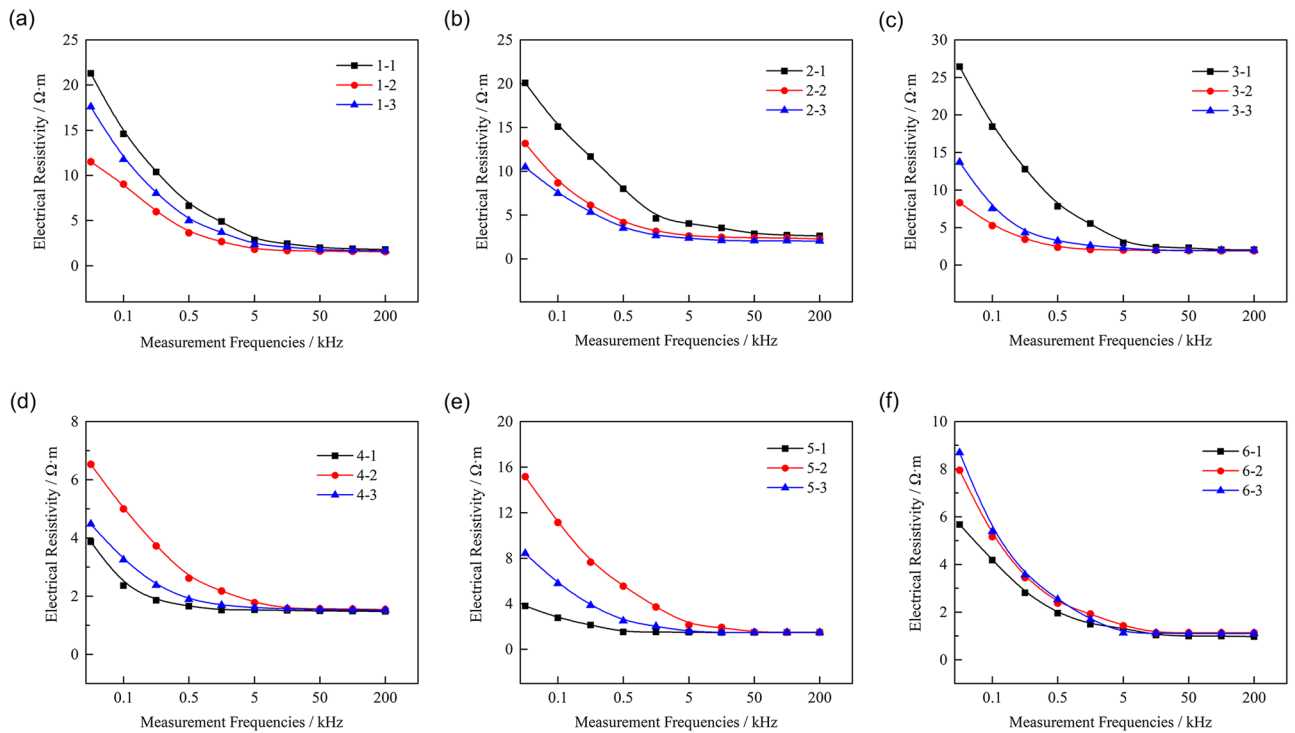 (a)
25
20
15
10
5
0
Electrical Resistivity / Ω·m
1-1
1-2
1-3
0.1 0.5 5 50 200
Measurement Frequencies / kHz
(b)
25
20
15
10
5
0
Electrical Resistivity / Ω·m
2-1
2-2
2-3
0.1 0.5 5 50 200
Measurement Frequencies / kHz
(c)
30
25
20
15
10
5
0
Electrical Resistivity / Ω·m
3-1
3-2
3-3
0.1 0.5 5 50 200
Measurement Frequencies / kHz
(d)
8
6
4
2
0
Electrical Resistivity / Ω·m
4-1
4-2
4-3
0.1 0.5 5 50 200
Measurement Frequencies / kHz
(e)
20
16
12
8
4
0
Electrical Resistivity / Ω·m
5-1
5-2
5-3
0.1 0.5 5 50 200
Measurement Frequencies / kHz
(f)
10
8
6
4
2
0
Electrical Resistivity / Ω·m
6-1
6-2
6-3
0.1 0.5 5 50 200
Measurement Frequencies / kHz